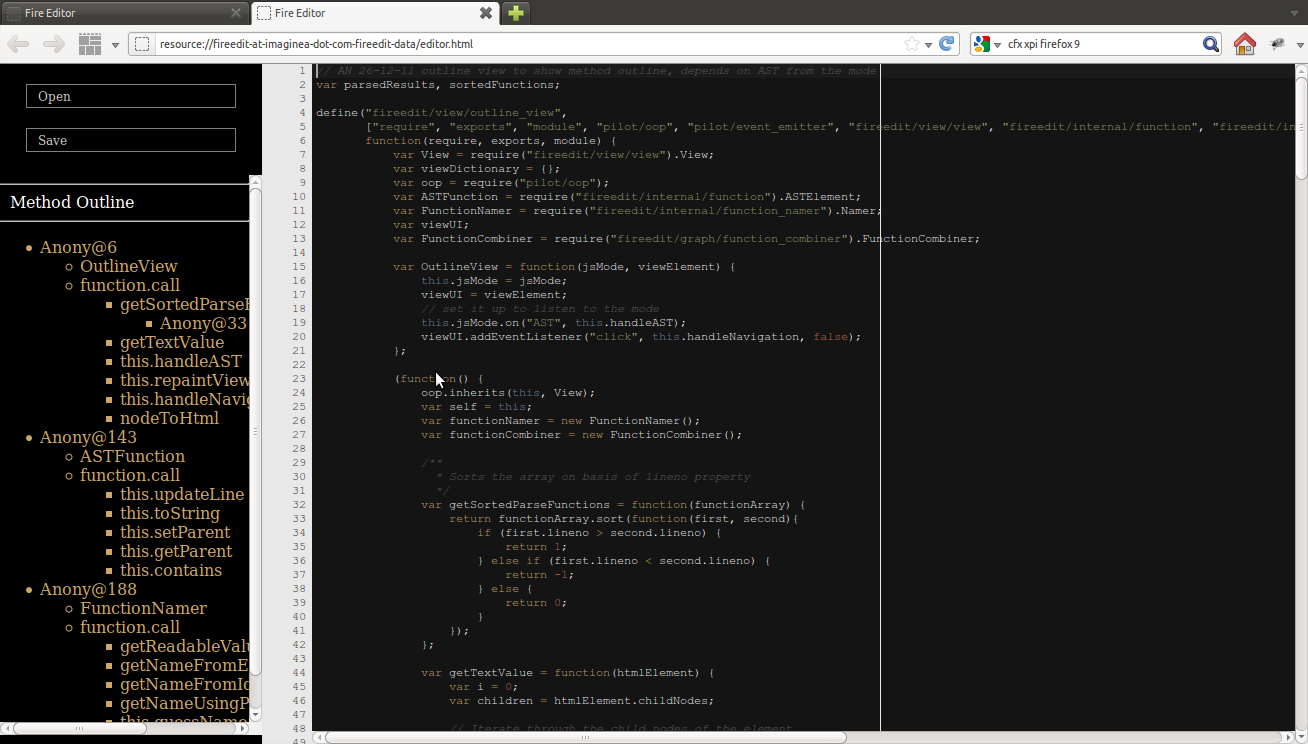 Fire Editor
Fire Editor
resource://fireedit-at-imaginea-dot-com-fireedit-data/editor.html
cfx xpi firefox 9
Open
Save
Method Outline
Anony@6
OutlineView
function.call
getSortedParseF
Anony@33
getTextValue
this.handleAST
this.repaintView
this.handleNavig
nodeToHtml
Anony@143
ASTFunction
function.call
this.updateLine
this.toString
this.setParent
this.getParent
this.contains
Anony@188
FunctionNamer
function.call
getReadableValu
getNameFromE
getNameFromId
getNameUsingP
this.guessName
1 // AN 26-12-11 outline view to show method outline, depends on AST from the mode
2 var parsedResults, sortedFunctions;
3
4 define("fireedit/view/outline_view",
5 ["require", "exports", "module", "pilot/oop", "pilot/event_emitter", "fireedit/view/view", "fireedit/internal/function", "fireedit/in
6 function(require, exports, module) {
7 var View = require("fireedit/view/view").View;
8 var viewDictionary = {};
9 var oop = require("pilot/oop");
10 var ASTFunction = require("fireedit/internal/function").ASTElement;
11 var FunctionNamer = require("fireedit/internal/function_namer").Namer;
12 var viewUI;
13 var FunctionCombiner = require("fireedit/graph/function_combiner").FunctionCombiner;
14
15 var OutlineView = function(jsMode, viewElement) {
16 this.jsMode = jsMode;
17 viewUI = viewElement;
18 // set it up to listen to the mode
19 this.jsMode.on("AST", this.handleAST);
20 viewUI.addEventListener("click", this.handleNavigation, false);
21 };
22
23 (function() {
24 oop.inherits(this, View);
25 var self = this;
26 var functionNamer = new FunctionNamer();
27 var functionCombiner = new FunctionCombiner();
28
29 /**
30 * Sorts the array on basis of lineno property
31 */
32 var getSortedParseFunctions = function(functionArray) {
33 return functionArray.sort(function(first, second){
34 if (first.lineno > second.lineno) {
35 return 1;
36 } else if (first.lineno < second.lineno) {
37 return -1;
38 } else {
39 return 0;
40 }
41 });
42 };
43
44 var getTextValue = function(htmlElement) {
45 var i = 0;
46 var children = htmlElement.childNodes;
47
48 // Iterate through the child nodes of the element
49